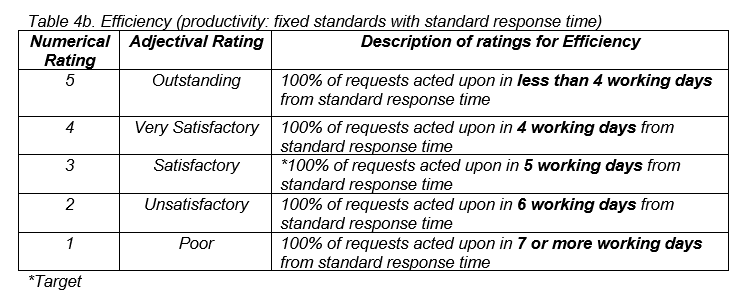 Table 4b. Efficiency (productivity: fixed standards with standard response time)
Numerical Rating Adjectival Rating Description of ratings for Efficiency
5 Outstanding 100% of requests acted upon in less than 4 working days
from standard response time
4 Very Satisfactory 100% of requests acted upon in 4 working days from
standard response time
3 Satisfactory *100% of requests acted upon in 5 working days from
standard response time
2 Unsatisfactory 100% of requests acted upon in 6 working days from
standard response time
1 Poor 100% of requests acted upon in 7 or more working days
from standard response time
*Target